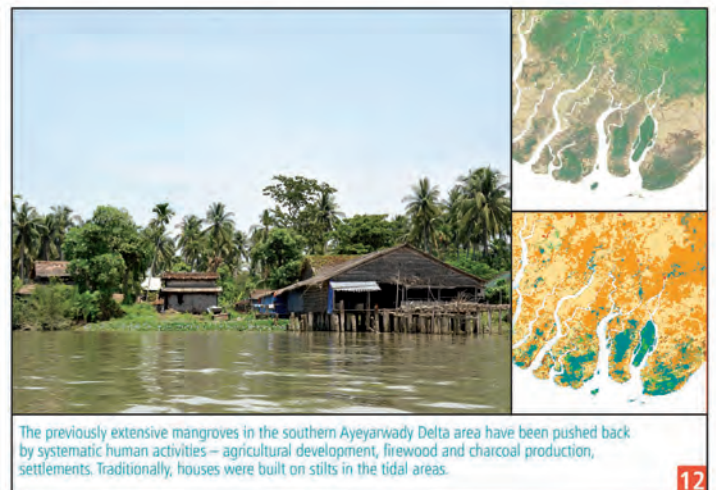 The previously extensive mangroves in the southern Ayeyarwady Delta area have been pushed back
by systematic human activities – agricultural development, firewood and charcoal production,
settlements. Traditionally, houses were built on stilts in the tidal areas.
12